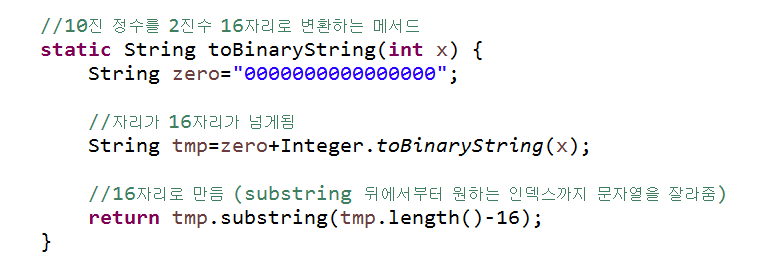 //10진 정수를 2진수 16자리로 변환하는 메서드
static String toBinaryString(int x) {
String zero="0000000000000000";
//자리가 16자리가 넘게됨
String tmp=zero+Integer.toBinaryString(x);
//16자리로 만듬 (substring 뒤에서부터 원하는 인덱스까지 문자열을 잘라줌)
return tmp.substring(tmp.length()-16);
}